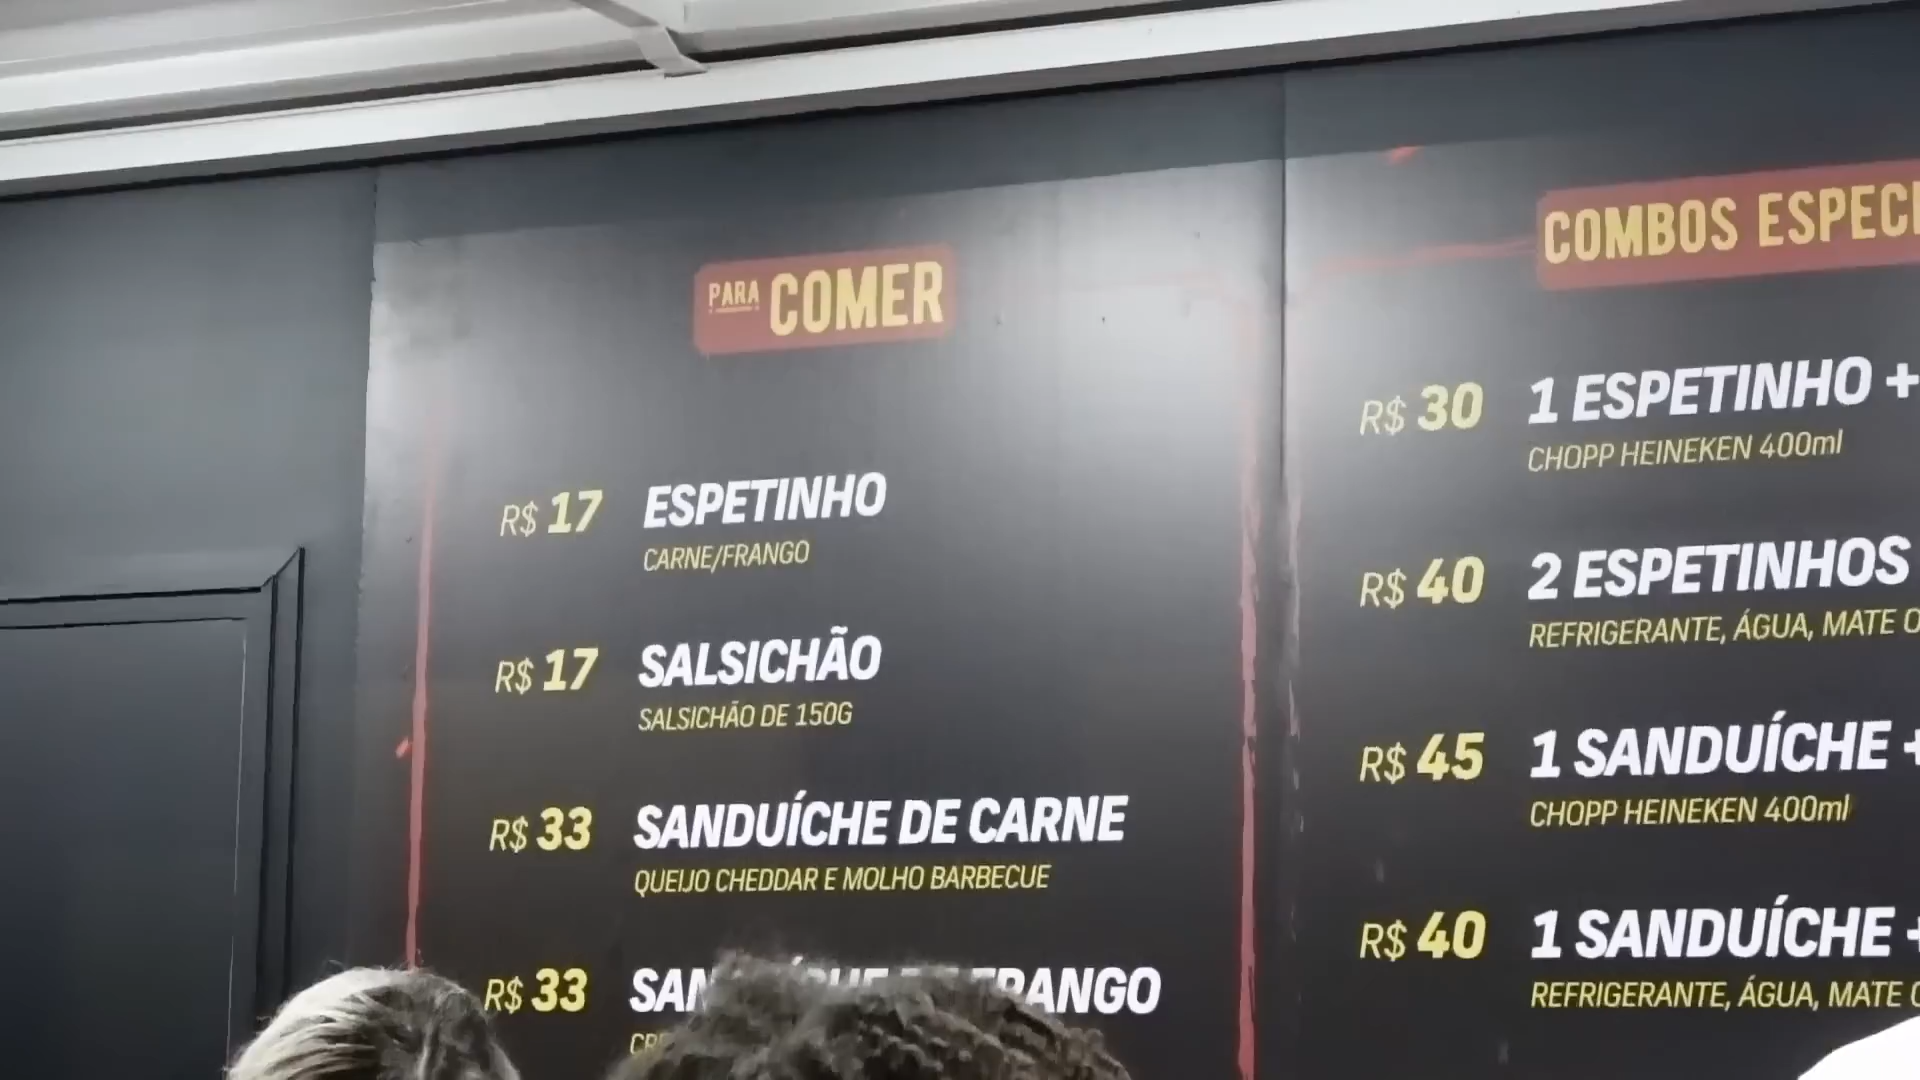 PARA COMER
R$ 17 ESPETINHO
CARNE/FRANGO
R$ 17 SALSICHÃO
SALSICHÃO DE 150G
R$ 33 SANDUÍCHE DE CARNE
QUEIJO CHEDDAR E MOLHO BARBECUE
R$ 33 SANDUÍCHE DE FRANGO
COMBOS ESPECI
R$ 30 1 ESPETINHO +
CHOPP HEINEKEN 400ml
R$ 40 2 ESPETINHOS
REFRIGERANTE, ÁGUA, MATE O
R$ 45 1 SANDUÍCHE +
CHOPP HEINEKEN 400ml
R$ 40 1 SANDUÍCHE +
REFRIGERANTE, ÁGUA, MATE O